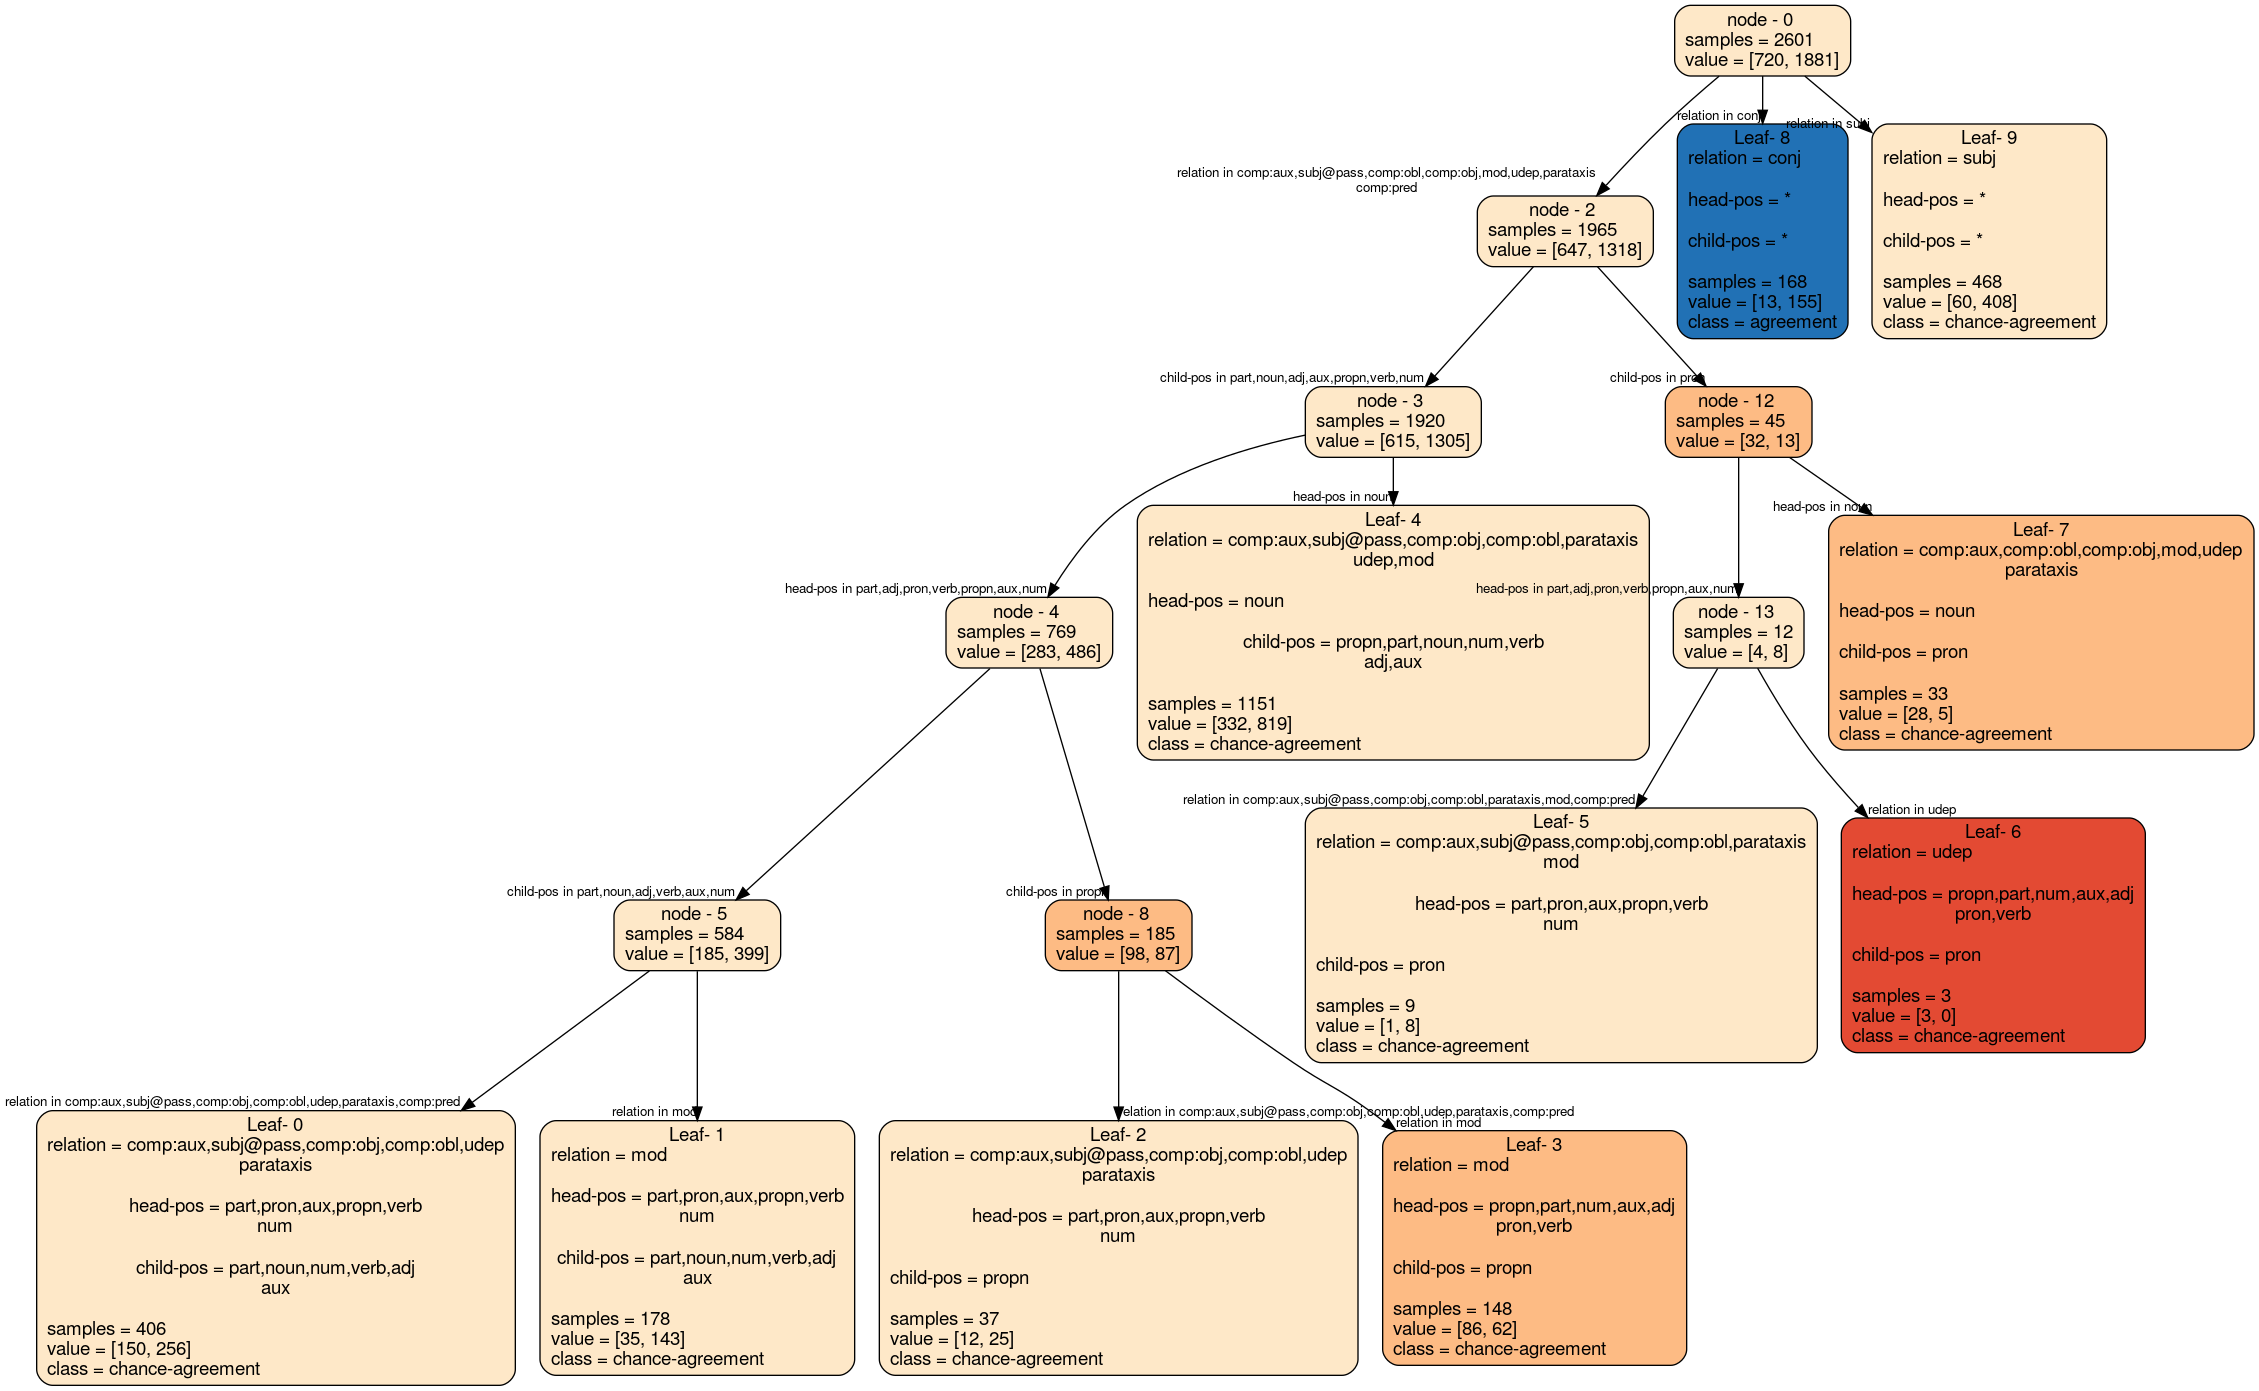 node - 0
samples = 2601
value = [720, 1881]
relation in conj
relation in subj
Leaf- 8
relation = conj
head-pos = *
child-pos = *
samples = 168
value = [13, 155]
class = agreement
Leaf- 9
relation = subj
head-pos = *
child-pos = *
samples = 468
value = [60, 408]
class = chance-agreement
relation in comp:aux,subj@pass,comp:obl,comp:obj,mod,udep,parataxis
comp:pred
node - 2
samples = 1965
value = [647, 1318]
child-pos in part,noun,adj,aux,propn,verb,num
node - 3
samples = 1920
value = [615, 1305]
child-pos in pron
node - 12
samples = 45
value = [32, 13]
head-pos in noun
Leaf- 4
relation = comp:aux,subj@pass,comp:obj,comp:obl,parataxis
udep,mod
head-pos = noun
child-pos = propn,part,noun,num,verb
adj,aux
samples = 1151
value = [332, 819]
class = chance-agreement
head-pos in noun
Leaf- 7
relation = comp:aux,comp:obl,comp:obj,mod,udep
parataxis
head-pos = noun
child-pos = pron
samples = 33
value = [28, 5]
class = chance-agreement
head-pos in part,adj,pron,verb,propn,aux,num
node - 4
samples = 769
value = [283, 486]
head-pos in part,adj,pron,verb,propn,aux,num
node - 13
samples = 12
value = [4, 8]
relation in comp:aux,subj@pass,comp:obj,comp:obl,parataxis,mod,comp:pred
Leaf- 5
relation = comp:aux,subj@pass,comp:obj,comp:obl,parataxis
mod
head-pos = part,pron,aux,propn,verb
num
child-pos = pron
samples = 9
value = [1, 8]
class = chance-agreement
relation in udep
Leaf- 6
relation = udep
head-pos = propn,part,num,aux,adj
pron,verb
child-pos = pron
samples = 3
value = [3, 0]
class = chance-agreement
child-pos in part,noun,adj,verb,aux,num
node - 5
samples = 584
value = [185, 399]
child-pos in propn
node - 8
samples = 185
value = [98, 87]
relation in comp:aux,subj@pass,comp:obj,comp:obl,udep,parataxis,comp:pred
Leaf- 0
relation = comp:aux,subj@pass,comp:obj,comp:obl,udep
parataxis
head-pos = part,pron,aux,propn,verb
num
child-pos = part,noun,num,verb,adj
aux
samples = 406
value = [150, 256]
class = chance-agreement
relation in mod
Leaf- 1
relation = mod
head-pos = part,pron,aux,propn,verb
num
child-pos = part,noun,num,verb,adj
aux
samples = 178
value = [35, 143]
class = chance-agreement
relation in comp:aux,subj@pass,comp:obj,comp:obl,udep,parataxis,comp:pred
Leaf- 2
relation = comp:aux,subj@pass,comp:obj,comp:obl,udep
parataxis
head-pos = part,pron,aux,propn,verb
num
child-pos = propn
samples = 37
value = [12, 25]
class = chance-agreement
relation in mod
Leaf- 3
relation = mod
head-pos = propn,part,num,aux,adj
pron,verb
child-pos = propn
samples = 148
value = [86, 62]
class = chance-agreement